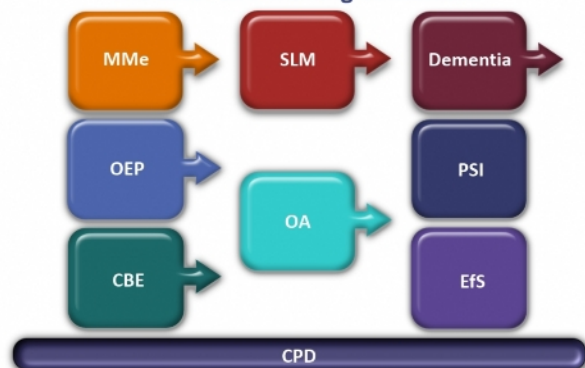 MMe
SLM
Dementia
OEP
PSI
OA
CBE
EfS
CPD